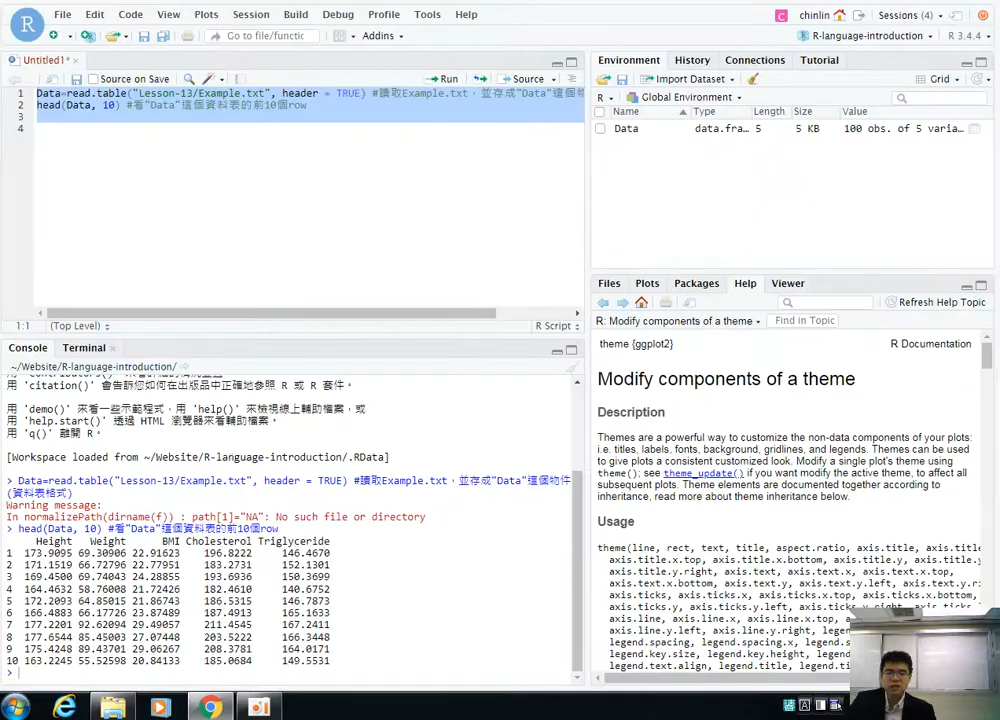 File Edit Code View Plots Session Build Debug Profile Tools Help
C chinlin Sessions (4)
R
Go to file/functic Addins
R-language-introduction R 3.4.4
Untitled1*
Source on Save Run Source
1 Data=read.table("Lesson-13/Example.txt", header = TRUE) #讀取Example.txt，並存成"Data"這個物
2 head(Data, 10) #看"Data"這個資料表的前10個row
3
4
1:1 (Top Level) R Script
Console Terminal
~/Website/R-language-introduction/
用 'citation()' 會告訴您如何在出版品中正確地參照 R 或 R 套件。
用 'demo()' 來看一些示範程式，用 'help()' 來檢視線上輔助檔案，或
用 'help.start()' 透過 HTML 瀏覽器來看輔助檔案。
用 'q()' 離開 R。
[Workspace loaded from ~/Website/R-language-introduction/.RData]
> Data=read.table("Lesson-13/Example.txt", header = TRUE) #讀取Example.txt，並存成"Data"這個物件
(資料表格式)
Warning message:
In normalizePath(dirname(f)) : path[1]="NA": No such file or directory
> head(Data, 10) #看"Data"這個資料表的前10個row
Height Weight BMI Cholesterol Triglyceride
1 173.9095 69.30906 22.91623 196.8222 146.4670
2 171.1519 66.72796 22.77951 183.2731 152.1301
3 169.4500 69.74043 24.28855 193.6936 150.3699
4 164.4632 58.76008 21.72426 182.4610 140.6752
5 172.2093 64.85015 21.86743 186.5315 146.7873
6 166.4883 66.17726 23.87489 187.4913 165.1633
7 177.2201 92.62094 29.49057 211.4545 167.2411
8 177.6544 85.45003 27.07448 203.5222 166.3448
9 175.4248 89.43701 29.06267 208.3781 164.0171
10 163.2245 55.52598 20.84133 185.0684 149.5531
>
Environment History Connections Tutorial
Import Dataset Grid
R Global Environment
Name Type Length Size Value
Data data.fra… 5 5 KB 100 obs. of 5 varia…
Files Plots Packages Help Viewer
Refresh Help Topic
R: Modify components of a theme Find in Topic
theme {ggplot2} R Documentation
Modify components of a theme
Description
Themes are a powerful way to customize the non-data components of your plots:
i.e. titles, labels, fonts, background, gridlines, and legends. Themes can be used
to give plots a consistent customized look. Modify a single plot's theme using
theme(); see theme_update() if you want modify the active theme, to affect all
subsequent plots. Theme elements are documented together according to
inheritance, read more about theme inheritance below.
Usage
theme(line, rect, text, title, aspect.ratio, axis.title, axis.title
axis.title.x.top, axis.title.x.bottom, axis.title.y, axis.title.y
axis.title.y.right, axis.text, axis.text.x, axis.text.x.top,
axis.text.x.bottom, axis.text.y, axis.text.y.left, axis.text.y.ri
axis.ticks, axis.ticks.x, axis.ticks.x.top, axis.ticks.x.bottom,
axis.ticks.y, axis.ticks.y.left, axis.ticks.y.right, axis.ticks
axis.line, axis.line.x, axis.line.x.top
axis.line.y.left, axis.line.y.right, leg
legend.spacing, legend.spacing.x, legend
legend.key.size, legend.key.height, leg
legend.text.align, legend.title, legend.ti